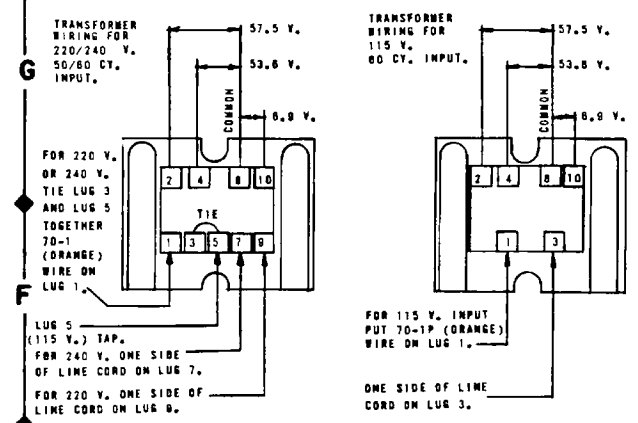 TRANSFORMER
WIRING FOR
220/240 V.
50/60 CY.
INPUT.
57.5 V.
53.6 V.
COMMON
6.9 V.
G
FOR 220 V.
OR 240 V.
TIE LUG 3
AND LUG 5
TOGETHER
70-1
(ORANGE)
WIRE ON
LUG 1.
2 4 8 10
TIE
1 3 5 7 9
F
LUG 5
(115 V.) TAP.
FOR 240 V. ONE SIDE
OF LINE CORD ON LUG 7.
FOR 220 V. ONE SIDE OF
LINE CORD ON LUG 9.
TRANSFORMER
WIRING FOR
115 V.
60 CY. INPUT.
57.5 V.
53.6 V.
COMMON
6.9 V.
2 4 8 10
1 3
FOR 115 V. INPUT
PUT 70-1P (ORANGE)
WIRE ON LUG 1.
ONE SIDE OF LINE
CORD ON LUG 3.